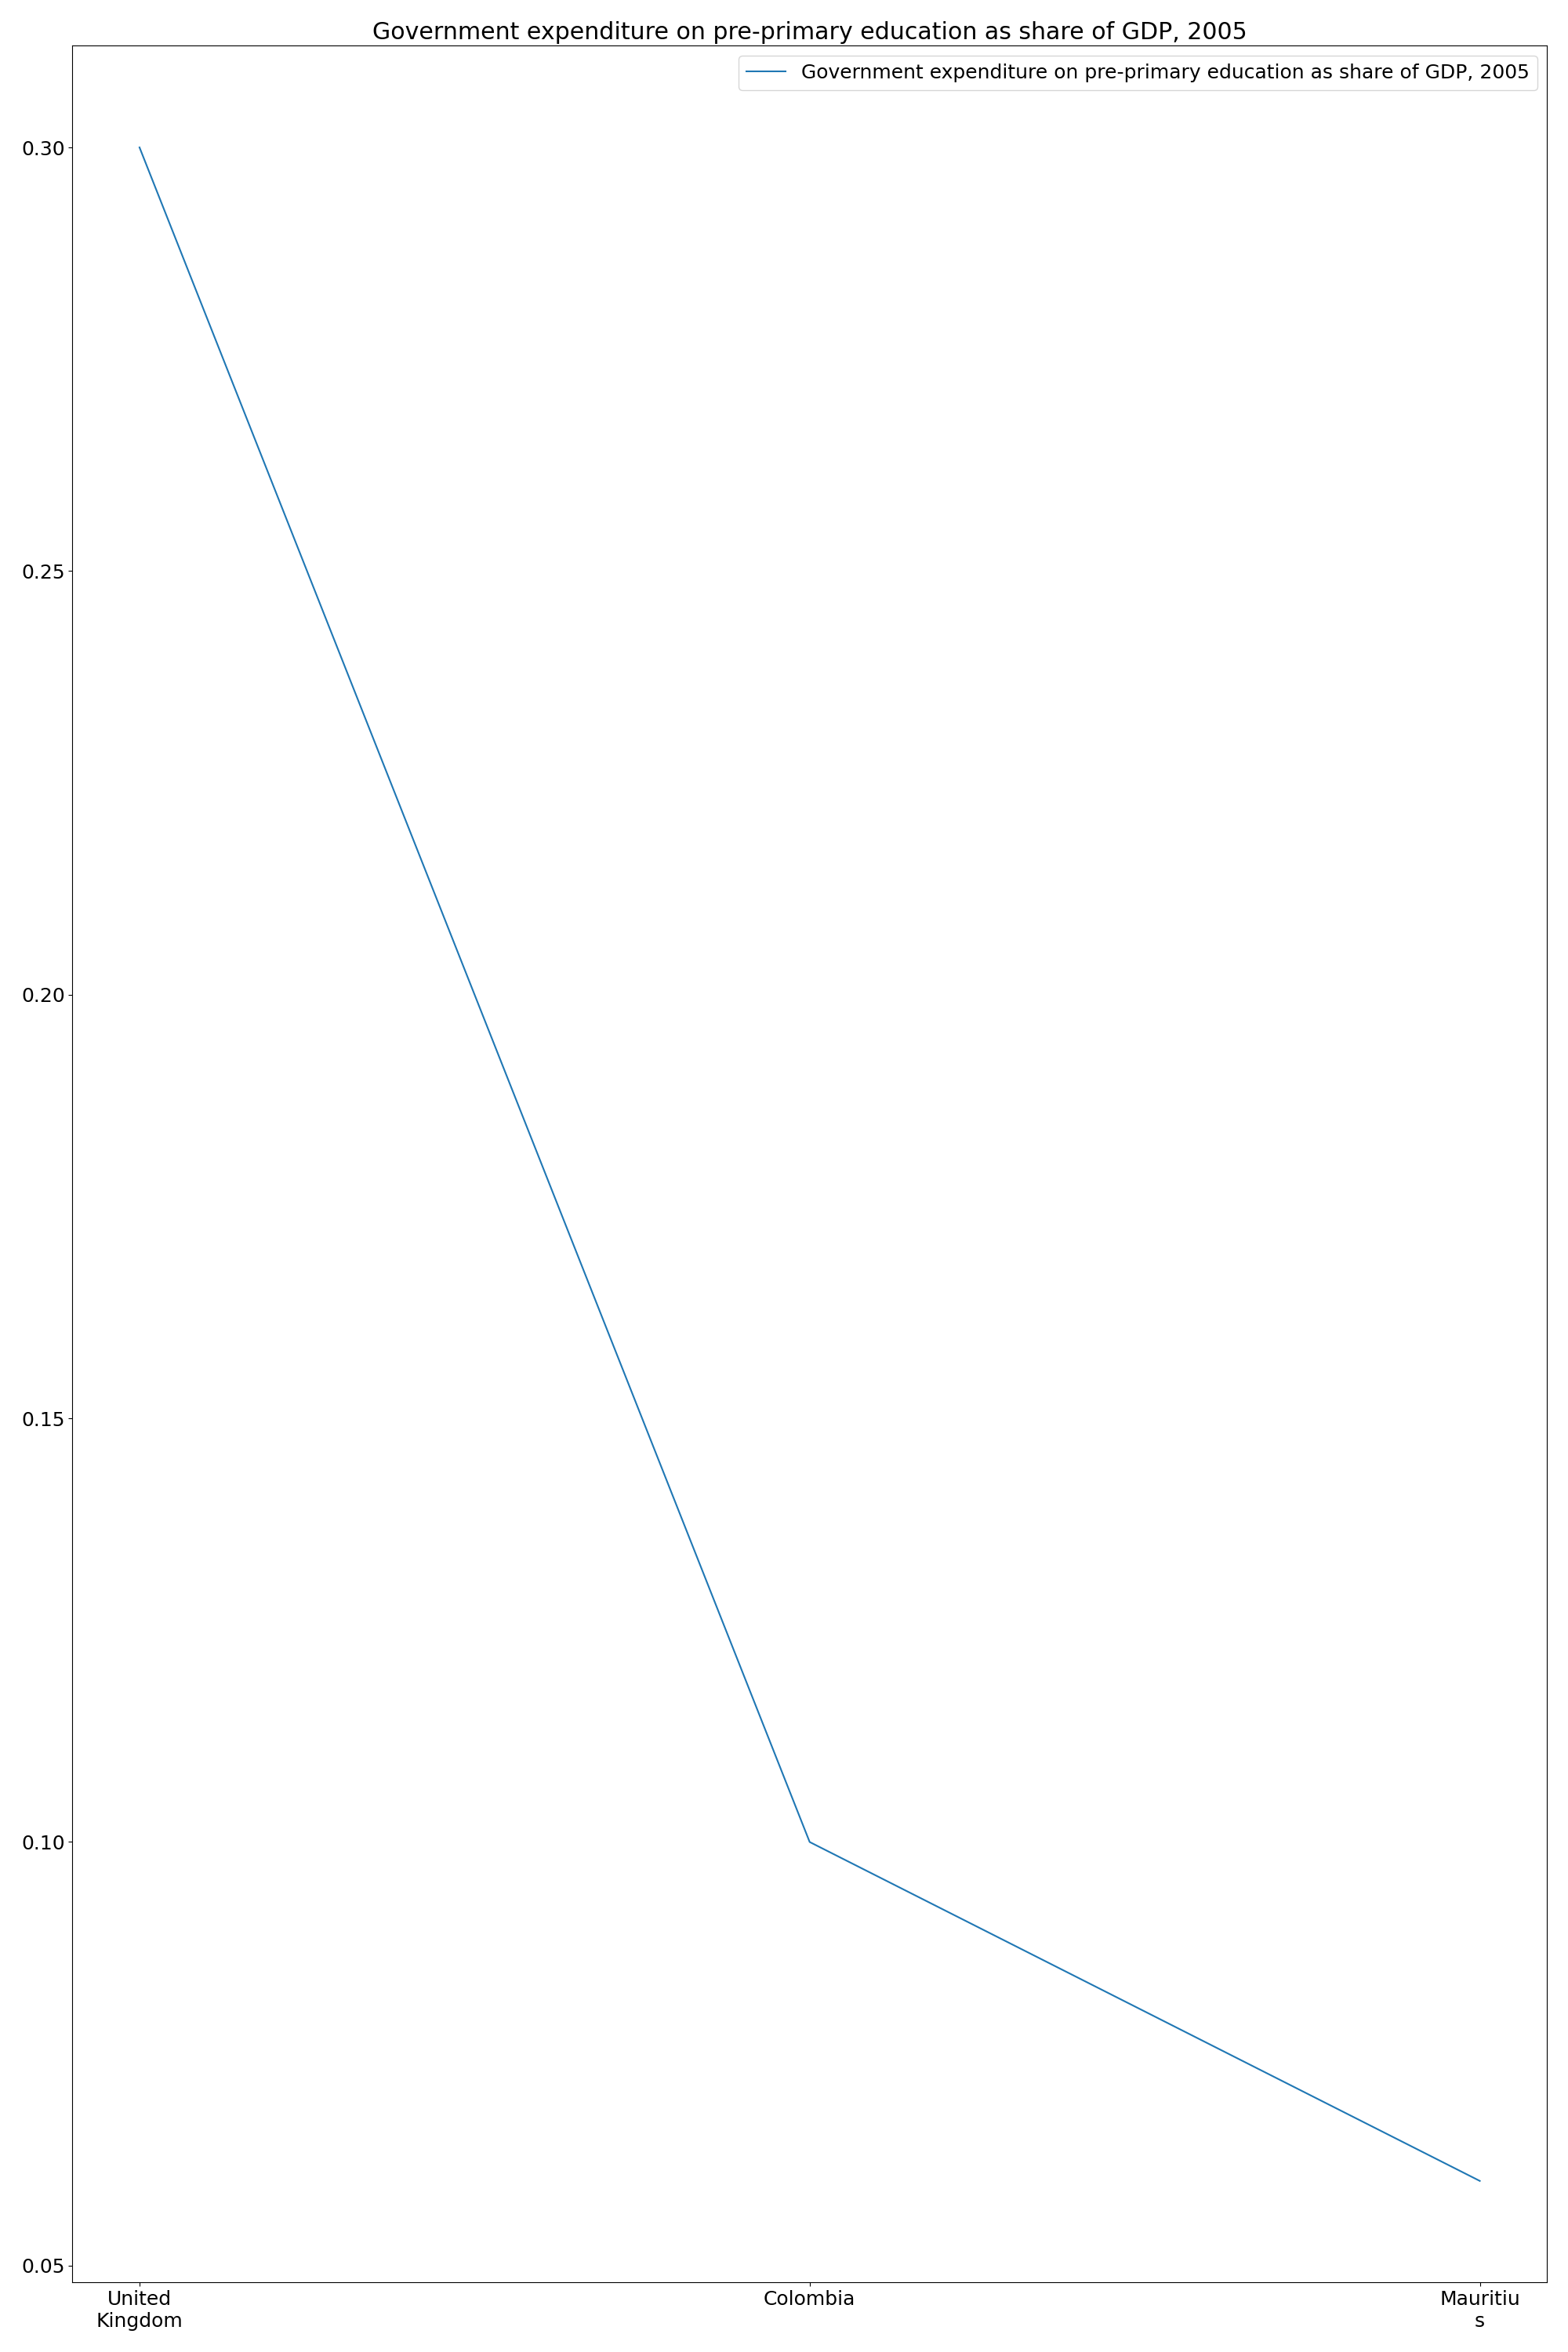 Government expenditure on pre-primary education as share of GDP, 2005
Government expenditure on pre-primary education as share of GDP, 2005
0.30
0.25
0.20
0.15
0.10
0.05
United
Kingdom
Colombia
Mauritiu
s